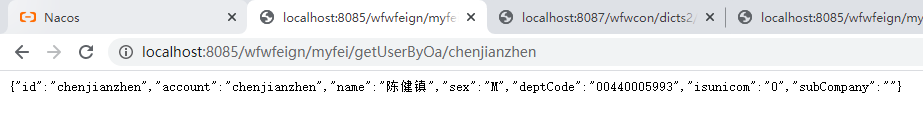 Nacos
localhost:8085/wfwfeign/myfe
localhost:8087/wfwcon/dicts2/
localhost:8085/wfwfeign/my
localhost:8085/wfwfeign/myfei/getUserByOa/chenjianzhen
{"id":"chenjianzhen","account":"chenjianzhen","name":"陈健镇","sex":"M","deptCode":"00440005993","isunicom":"0","subCompany":""}